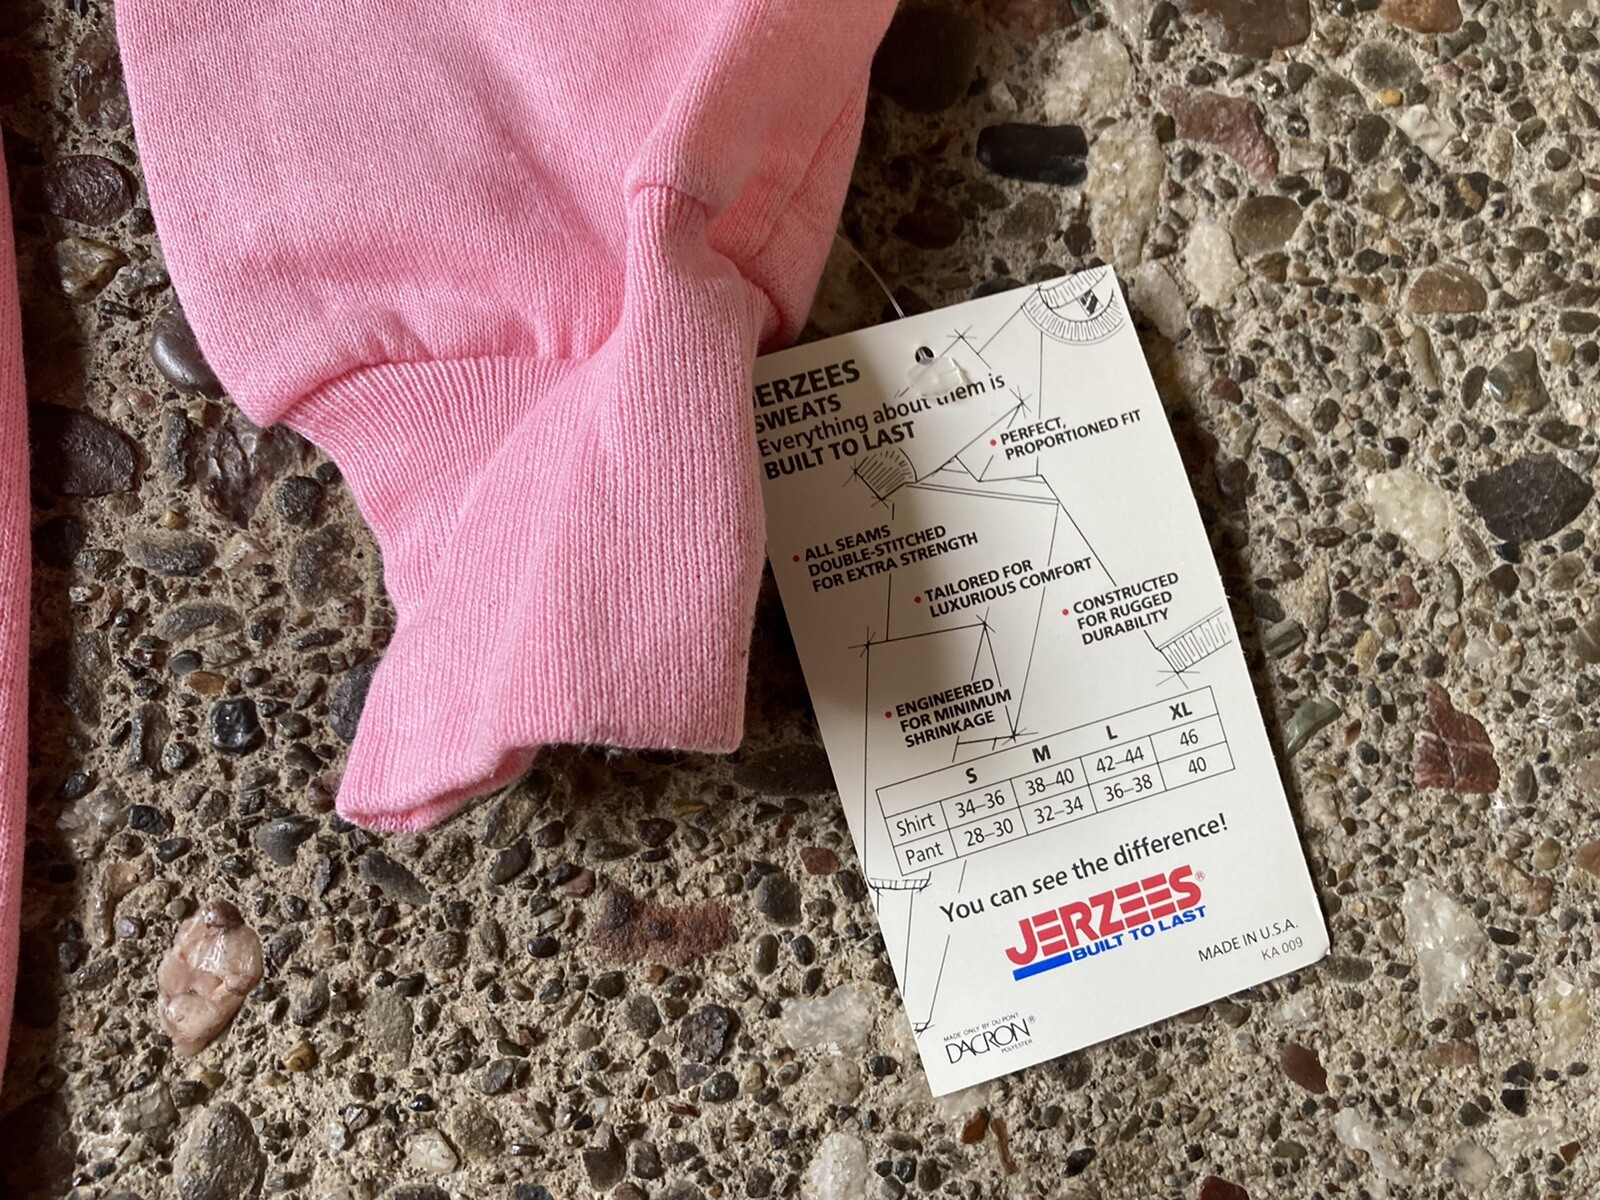 JERZEES
SWEATS
Everything about them is
BUILT TO LAST
• PERFECT,
PROPORTIONED FIT
• ALL SEAMS
DOUBLE-STITCHED
FOR EXTRA STRENGTH
• TAILORED FOR
LUXURIOUS COMFORT
• CONSTRUCTED
FOR RUGGED
DURABILITY
• ENGINEERED
FOR MINIMUM
SHRINKAGE
S M L XL
Shirt 34–36 38–40 42–44 46
Pant 28–30 32–34 36–38 40
You can see the difference!
JERZEES®
BUILT TO LAST
MADE IN U.S.A.
KA 009
MADE ONLY BY DU PONT
DACRON®
POLYESTER